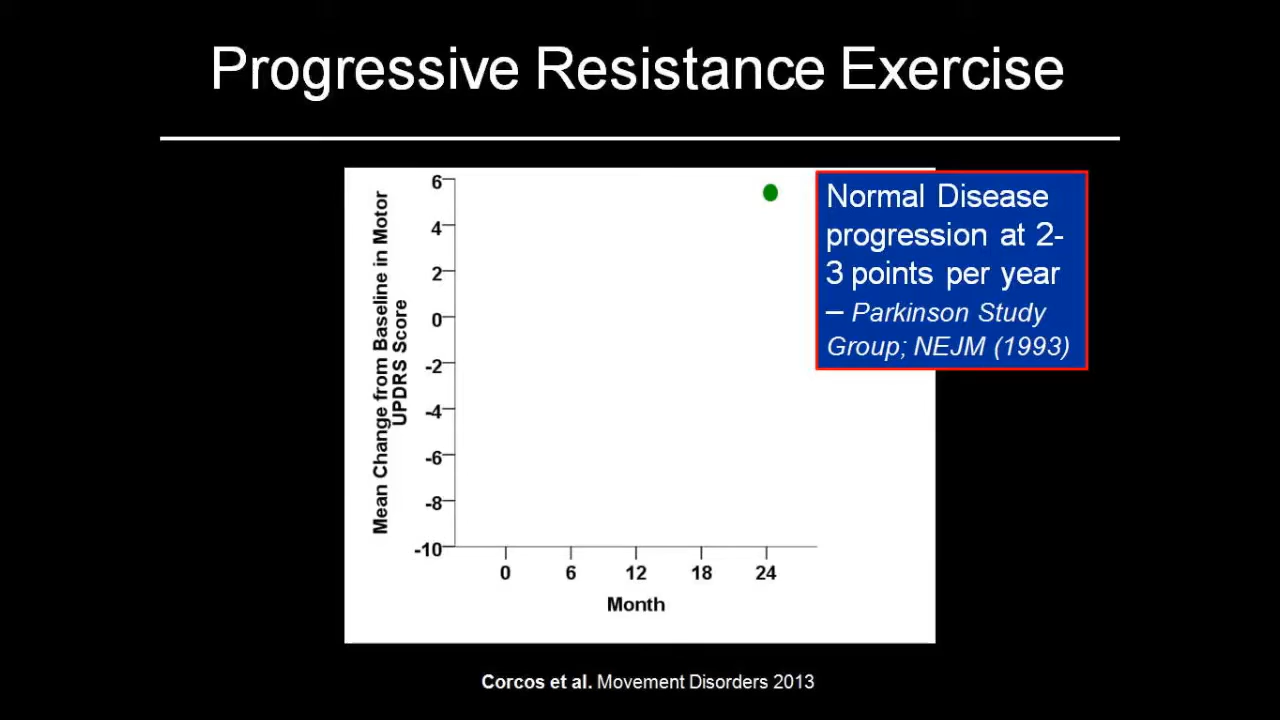 Progressive Resistance Exercise
Mean Change from Baseline in Motor
UPDRS Score
6
4
2
0
-2
-4
-6
-8
-10
0 6 12 18 24
Month
Normal Disease
progression at 2-
3 points per year
– Parkinson Study
Group; NEJM (1993)
Corcos et al. Movement Disorders 2013